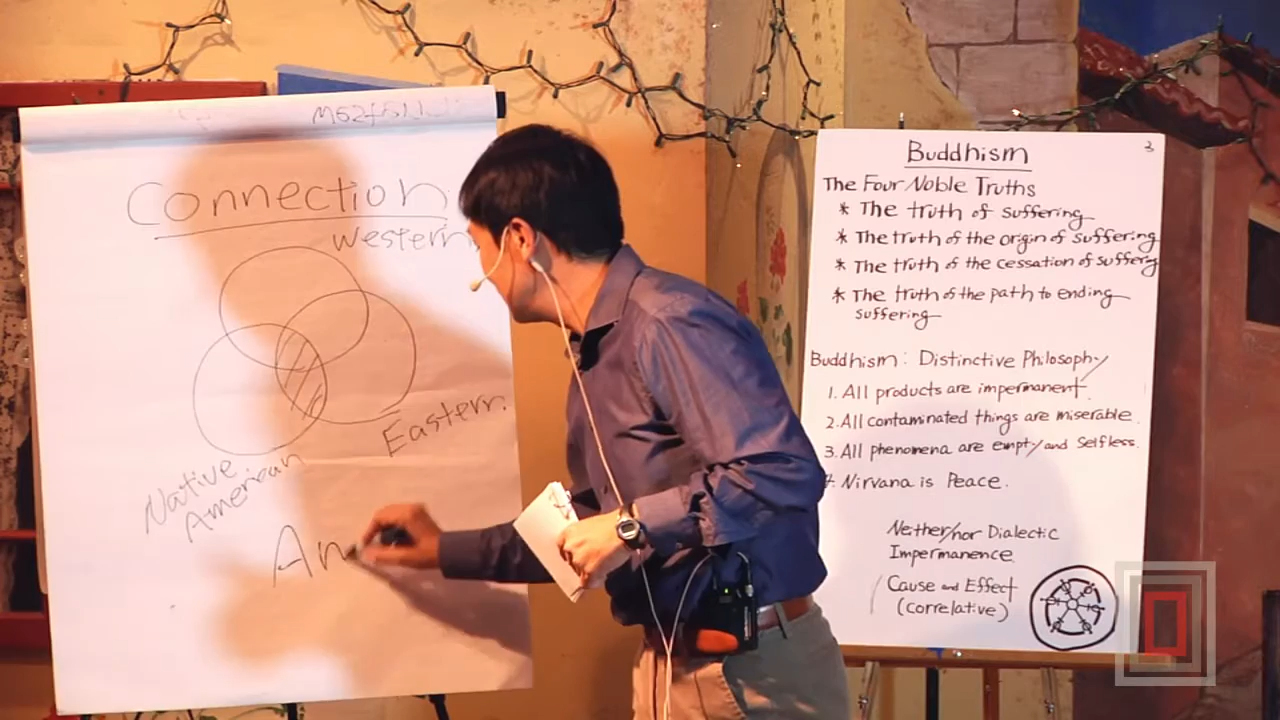 Connection
Western
Eastern
Native
American
An
Buddhism
3
The Four Noble Truths
* The truth of suffering
* The truth of the origin of suffering
* The truth of the cessation of suffering
* The truth of the path to ending
suffering
Buddhism: Distinctive Philosophy
1. All products are impermanent.
2. All contaminated things are miserable.
3. All phenomena are empty and Selfless.
Nirvana is Peace.
Nether/nor Dialectic
Impermanence
Cause and Effect
(correlative)